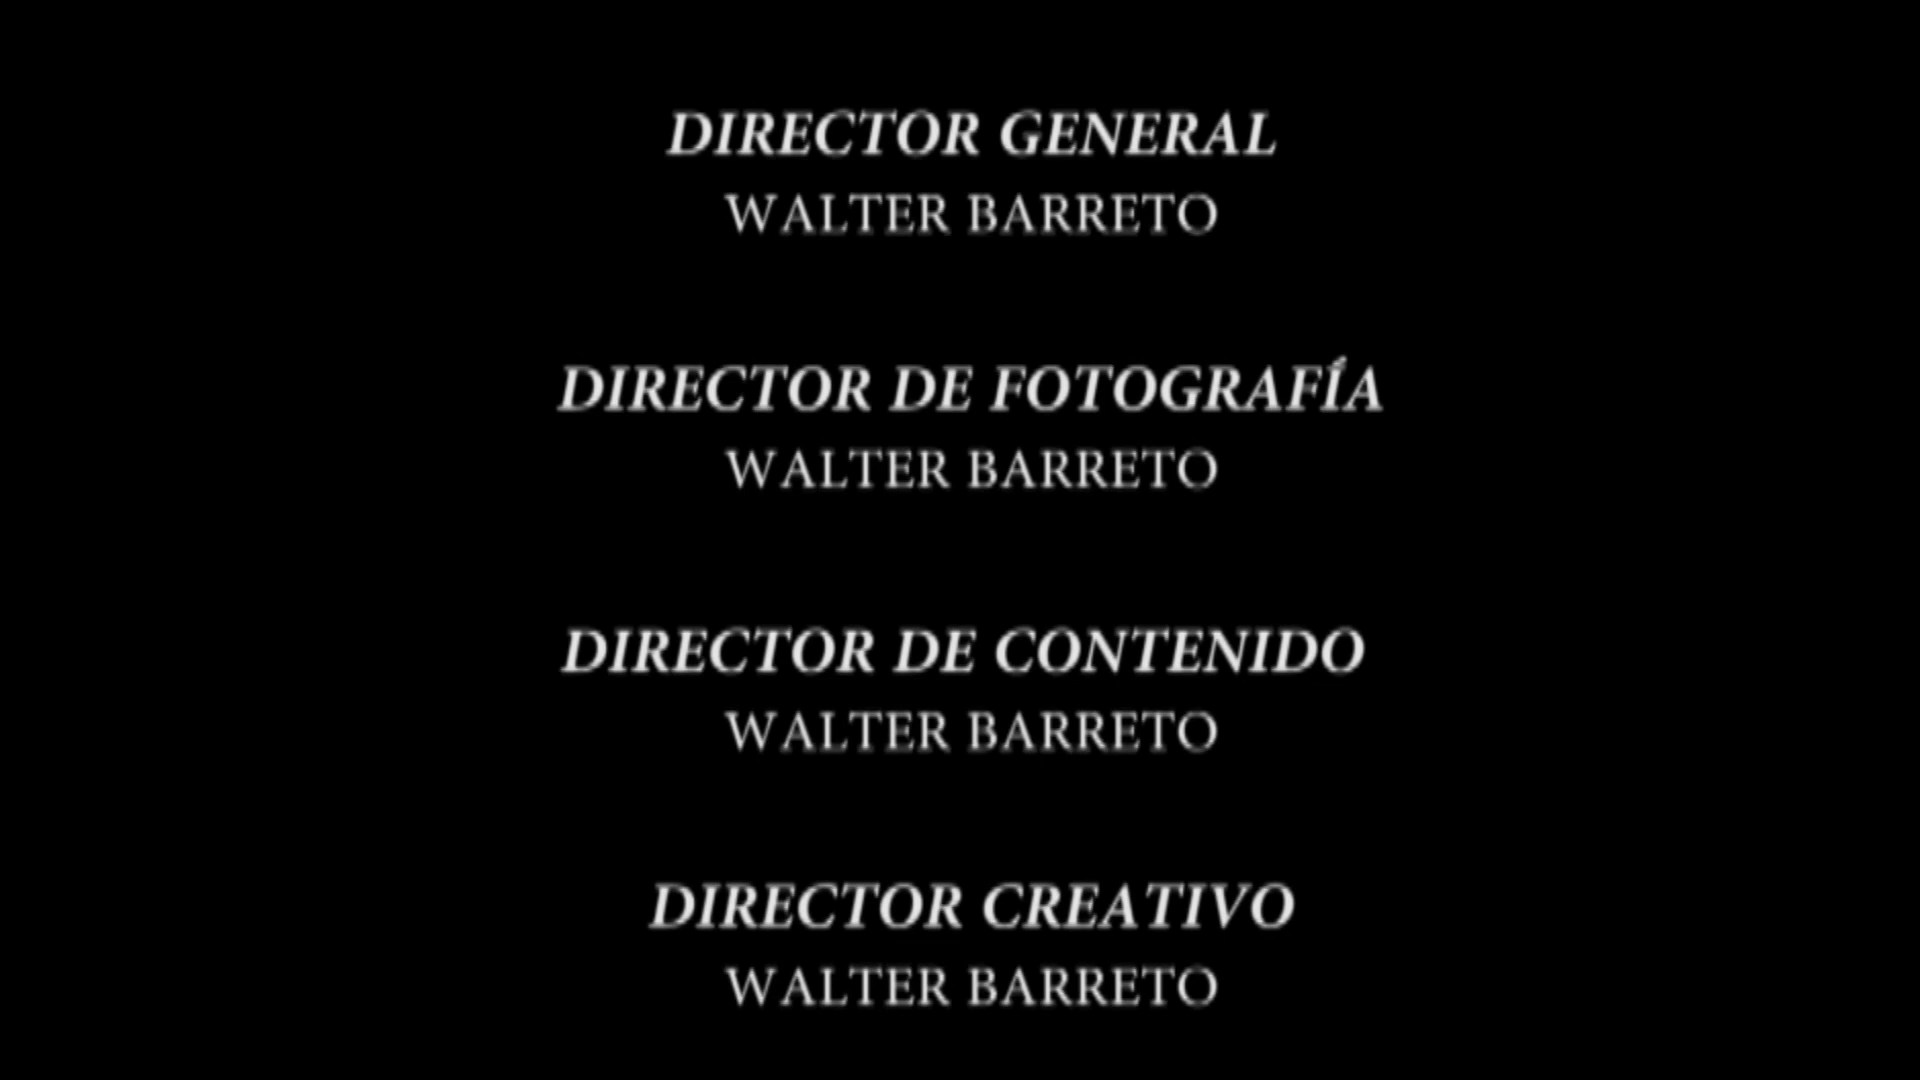 DIRECTOR GENERAL
WALTER BARRETO
DIRECTOR DE FOTOGRAFÍA
WALTER BARRETO
DIRECTOR DE CONTENIDO
WALTER BARRETO
DIRECTOR CREATIVO
WALTER BARRETO